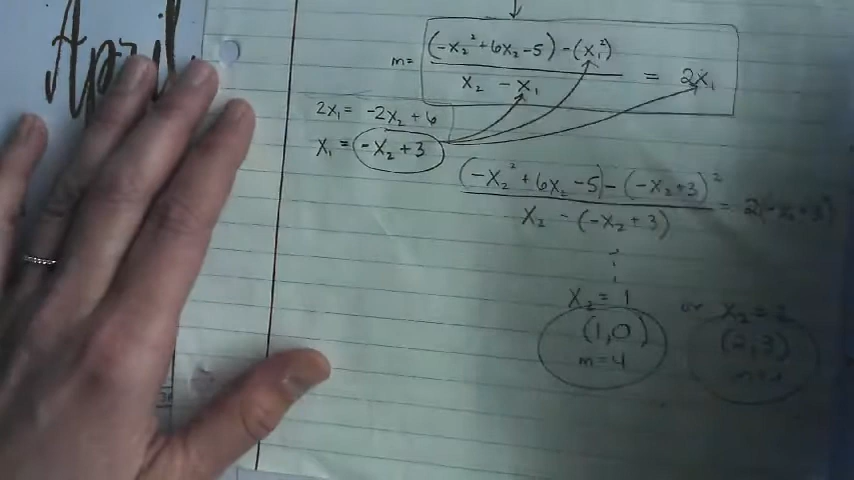 April
m = ((-x₂² + 6x₂ - 5) - (x₁²)) / (x₂ - x₁) = 2x₁
2x₁ = -2x₂ + 6
x₁ = -x₂ + 3
((-x₂² + 6x₂ - 5) - (-x₂ + 3)²) / (x₂ - (-x₂ + 3)) = 2(-x₂ + 3)
x₂ = 1 or x₂ = 2
(1,0) (2,3)
m = 4